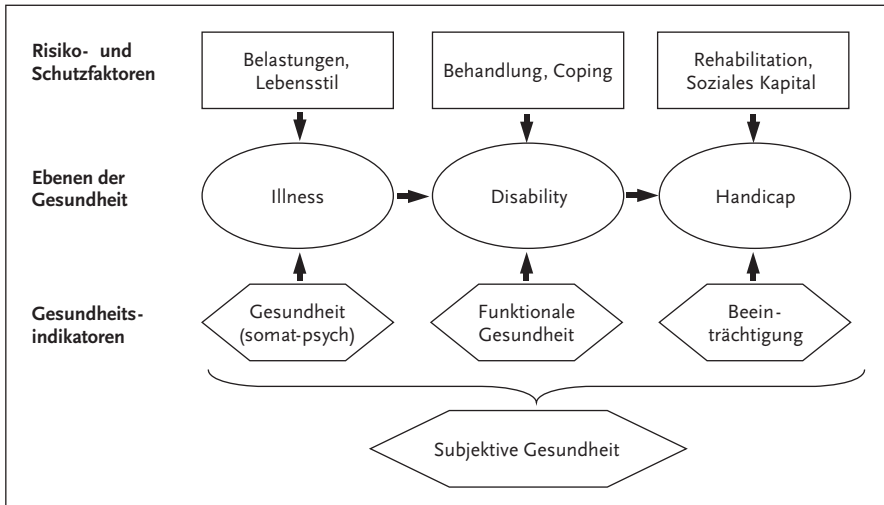 Risiko- und
Schutzfaktoren
Belastungen,
Lebensstil
Behandlung, Coping
Rehabilitation,
Soziales Kapital
Ebenen der
Gesundheit
Illness
Disability
Handicap
Gesundheits-
indikatoren
Gesundheit
(somat-psych)
Funktionale
Gesundheit
Beein-
trächtigung
Subjektive Gesundheit